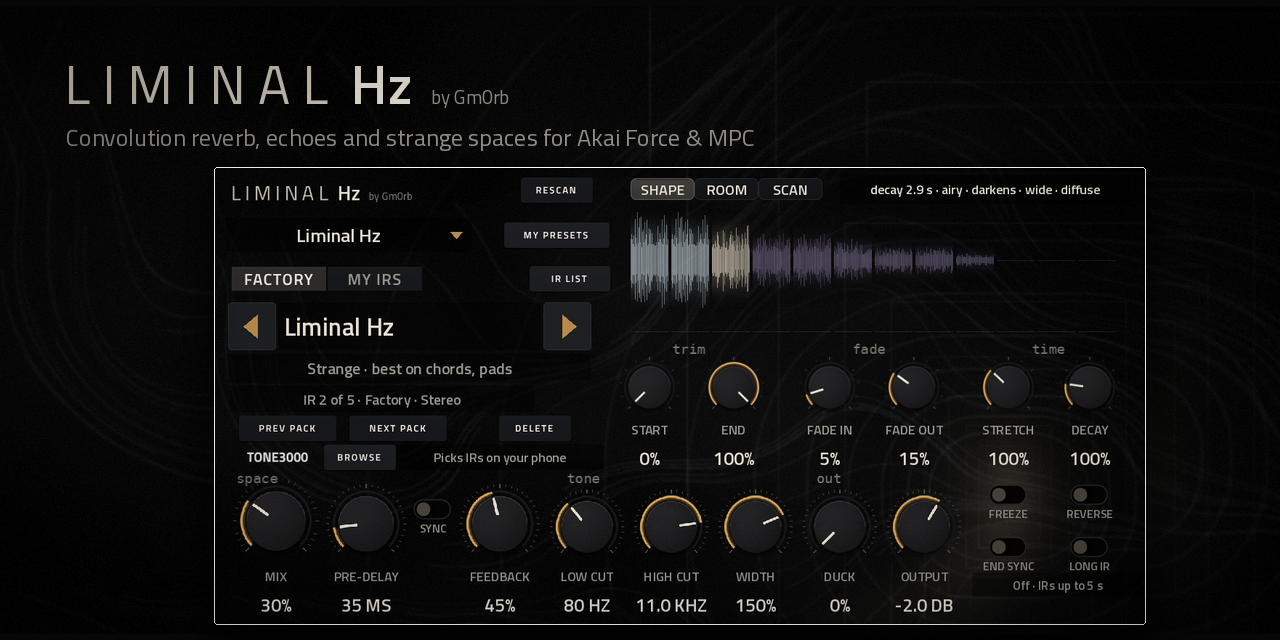 LIMINAL Hz by Gm0rb
Convolution reverb, echoes and strange spaces for Akai Force & MPC
LIMINAL Hz by Gm0rb
RESCAN
SHAPE ROOM SCAN
decay 2.9 s · airy · darkens · wide · diffuse
Liminal Hz
MY PRESETS
FACTORY MY IRS
IR LIST
Liminal Hz
Strange · best on chords, pads
IR 2 of 5 · Factory · Stereo
PREV PACK NEXT PACK DELETE
TONE3000 BROWSE Picks IRs on your phone
trim fade time
START END FADE IN FADE OUT STRETCH DECAY
0% 100% 5% 15% 100% 100%
space tone out
SYNC
FREEZE REVERSE
END SYNC LONG IR
Off · IRs up to 5 s
MIX PRE-DELAY FEEDBACK LOW CUT HIGH CUT WIDTH DUCK OUTPUT
30% 35 MS 45% 80 HZ 11.0 KHZ 150% 0% -2.0 DB